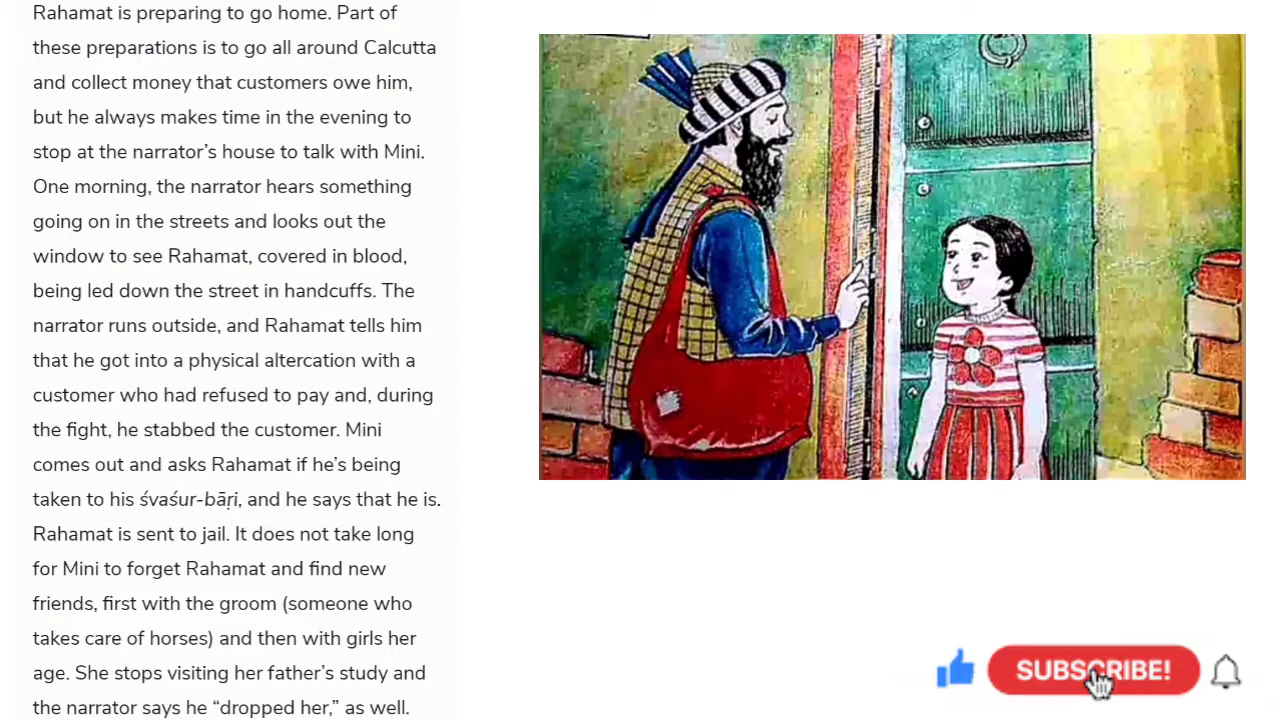 Rahamat is preparing to go home. Part of
these preparations is to go all around Calcutta
and collect money that customers owe him,
but he always makes time in the evening to
stop at the narrator’s house to talk with Mini.
One morning, the narrator hears something
going on in the streets and looks out the
window to see Rahamat, covered in blood,
being led down the street in handcuffs. The
narrator runs outside, and Rahamat tells him
that he got into a physical altercation with a
customer who had refused to pay and, during
the fight, he stabbed the customer. Mini
comes out and asks Rahamat if he’s being
taken to his śvaśur-bāṛi, and he says that he is.
Rahamat is sent to jail. It does not take long
for Mini to forget Rahamat and find new
friends, first with the groom (someone who
takes care of horses) and then with girls her
age. She stops visiting her father’s study and
the narrator says he “dropped her,” as well.
SUBSCRIBE!